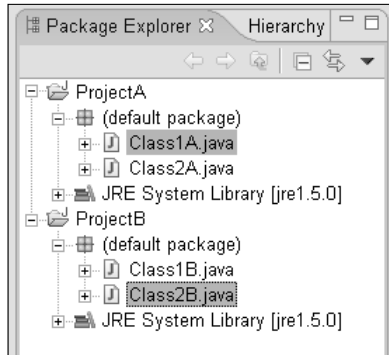 Package Explorer Hierarchy
ProjectA
(default package)
Class1A.java
Class2A.java
JRE System Library [jre1.5.0]
ProjectB
(default package)
Class1B.java
Class2B.java
JRE System Library [jre1.5.0]